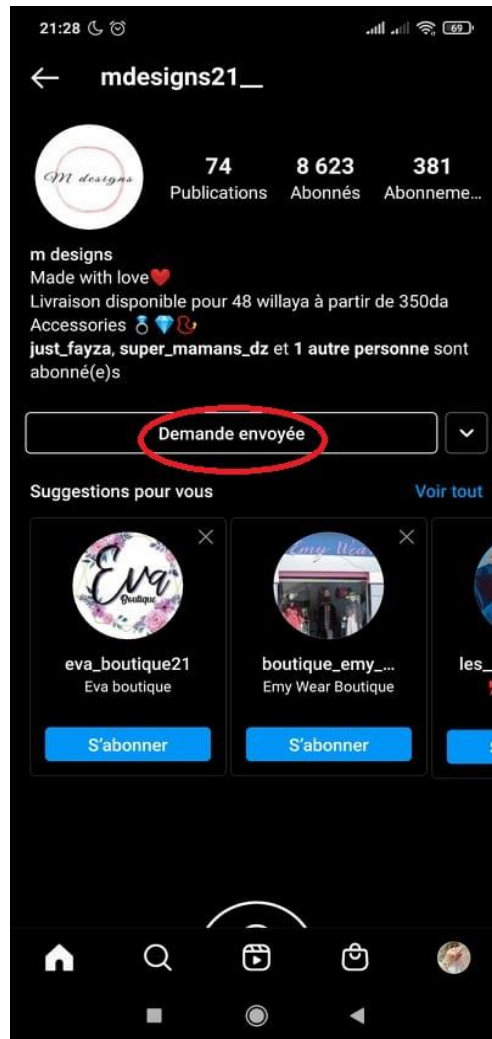 21:28
69
mdesigns21__
M designs
74 8 623 381
Publications Abonnés Abonneme...
m designs
Made with love❤️
Livraison disponible pour 48 willaya à partir de 350da
Accessories 💍💎📿
just_fayza, super_mamans_dz et 1 autre personne sont
abonné(e)s
Demande envoyée
Suggestions pour vous Voir tout
Eva
Boutique
Emy Wear
eva_boutique21 boutique_emy_... les_
Eva boutique Emy Wear Boutique
S'abonner S'abonner